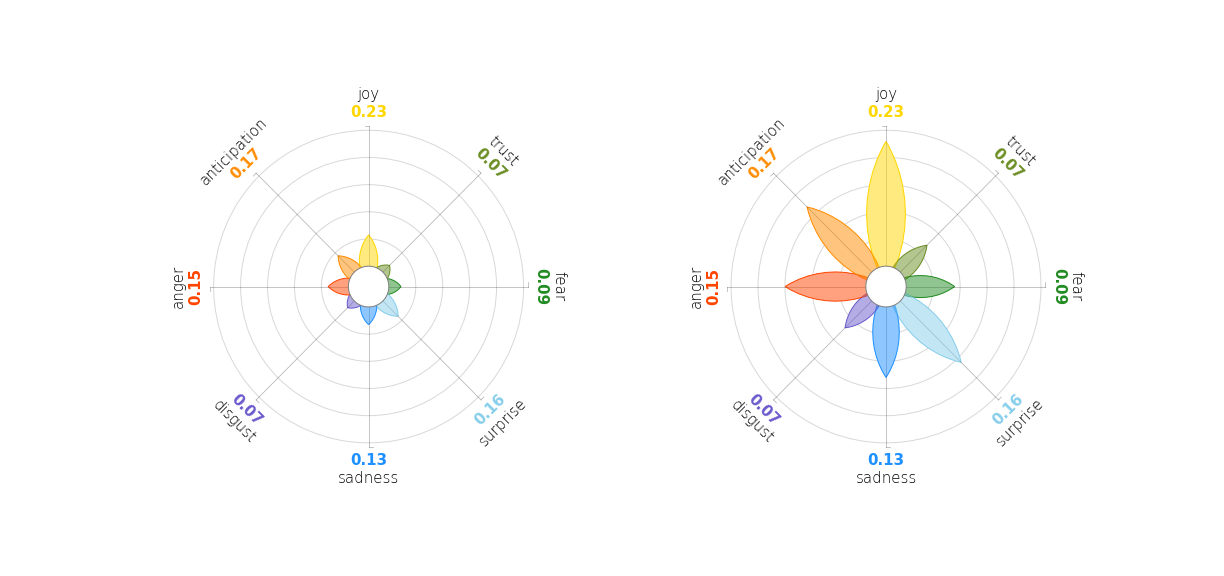 joy
0.23
trust
0.07
fear
0.09
surprise
0.16
sadness
0.13
disgust
0.07
anger
0.15
anticipation
0.17
joy
0.23
trust
0.07
fear
0.09
surprise
0.16
sadness
0.13
disgust
0.07
anger
0.15
anticipation
0.17